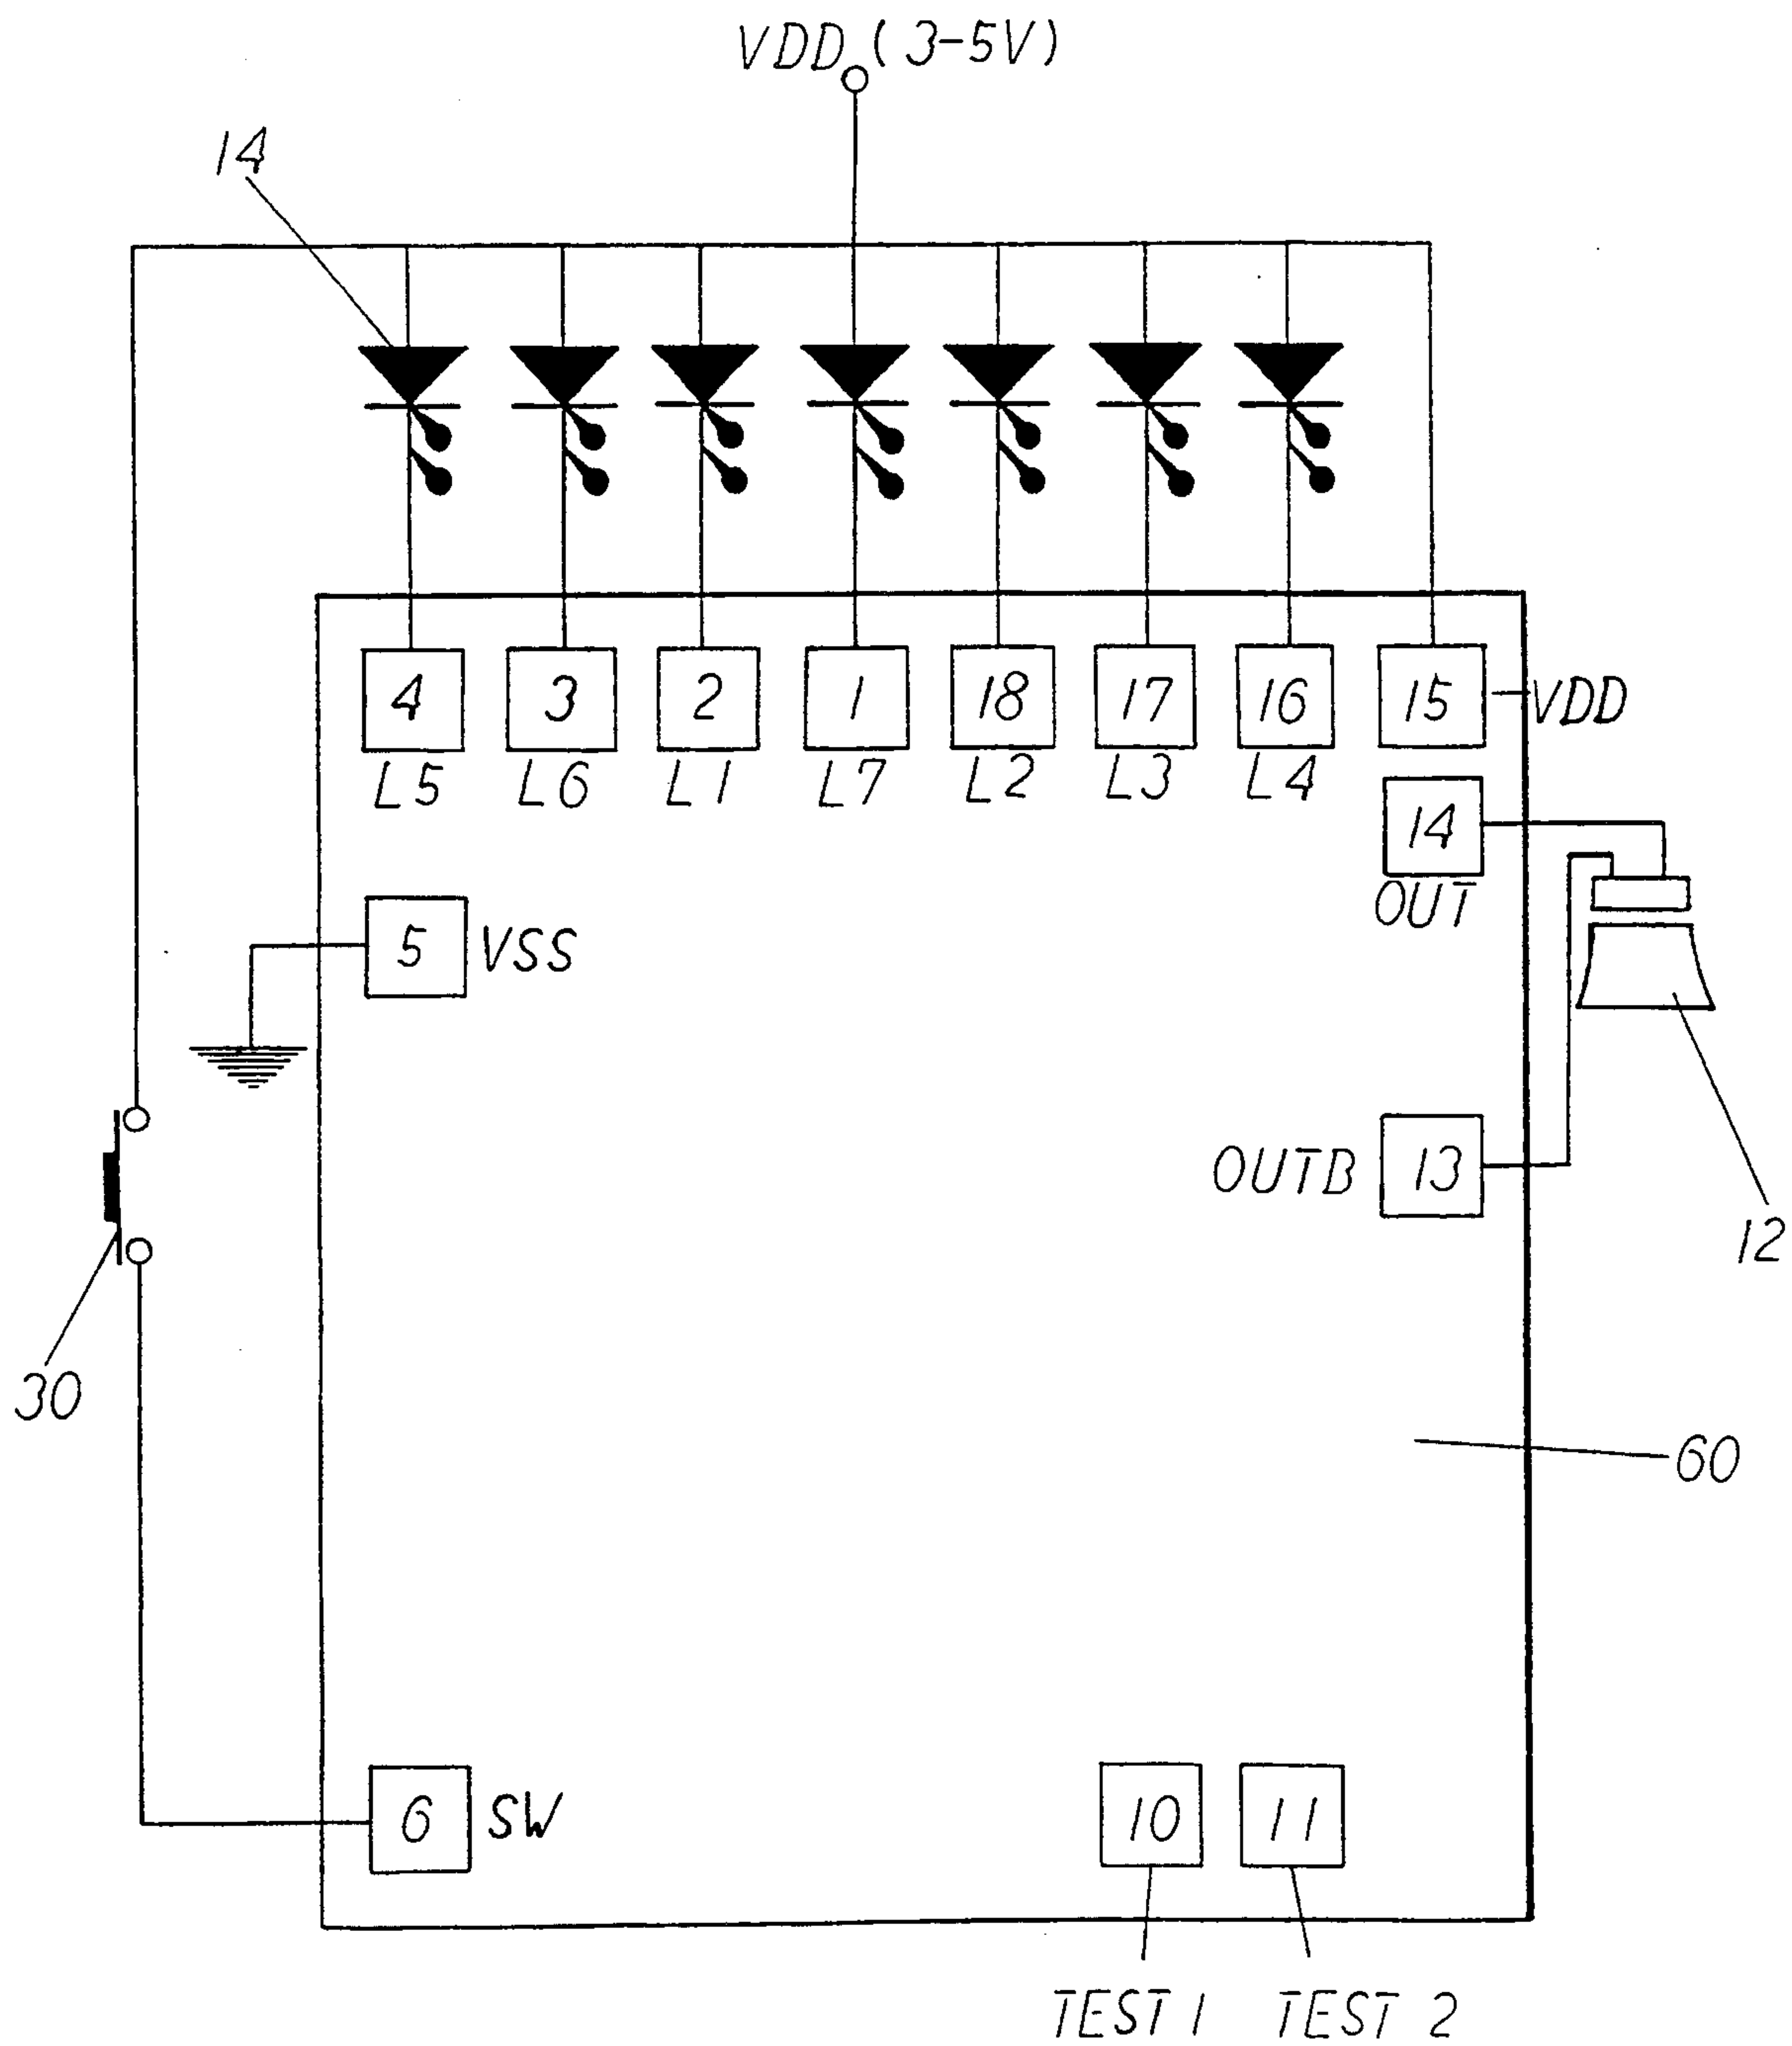 VDD (3-5V)
14
4 3 2 1 18 17 16 15 VDD
L5 L6 L1 L7 L2 L3 L4
14
OUT
5 VSS
OUTB 13
12
30
60
6 SW
10 11
TEST 1 TEST 2